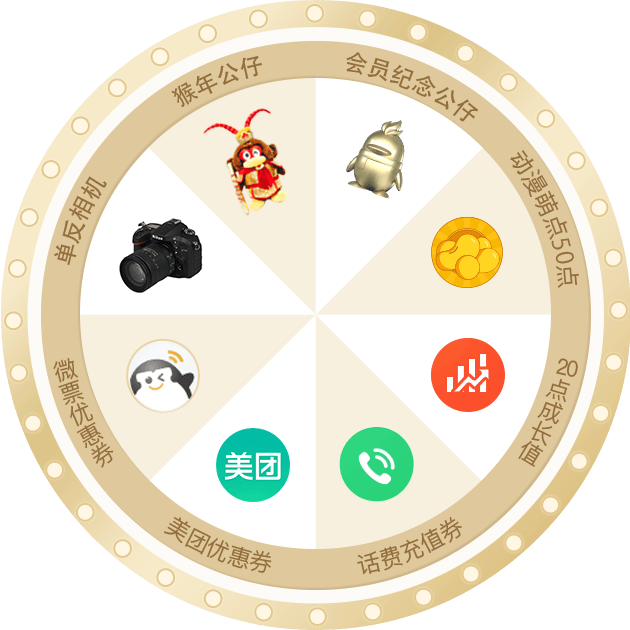 会员纪念公仔
动漫萌点50点
20点成长值
话费充值券
美团优惠券
微票优惠券
单反相机
猴年公仔
美团